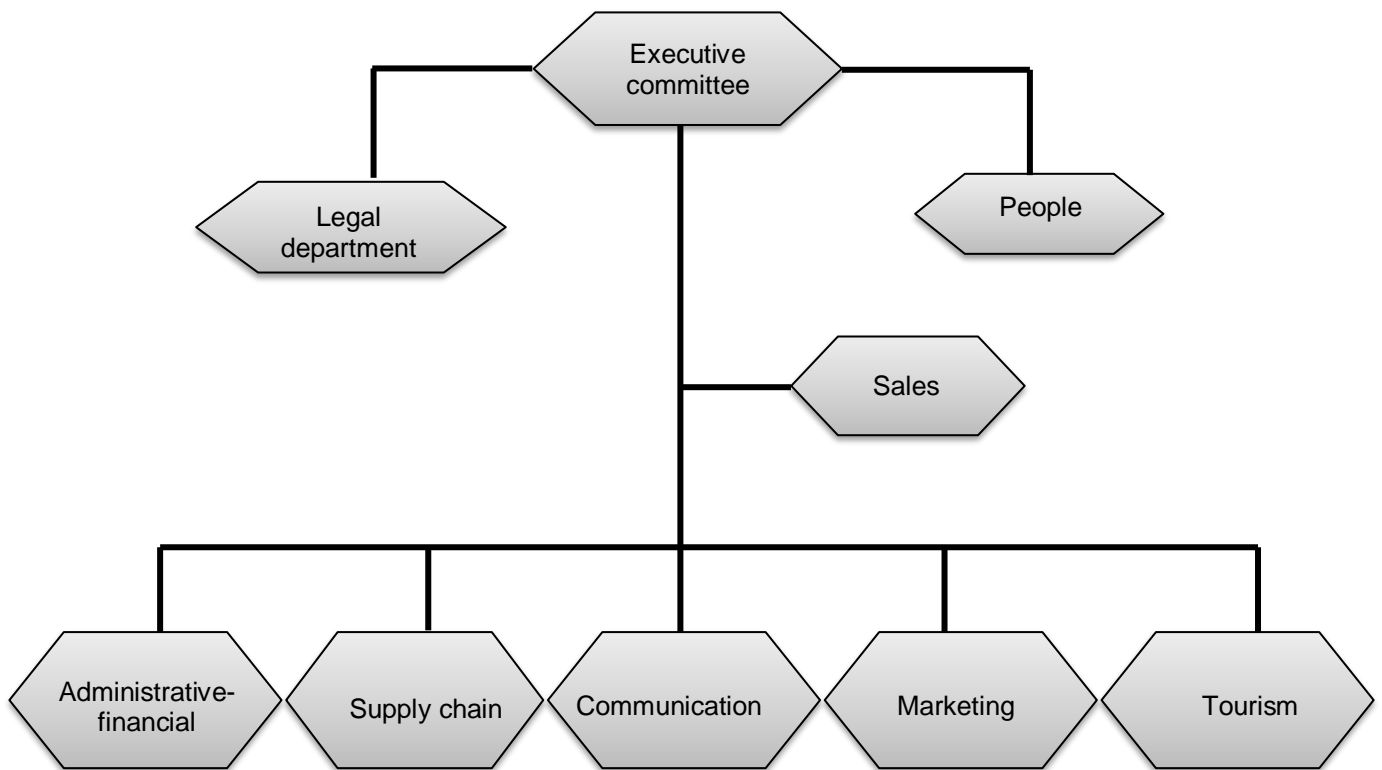 Executive
committee
Legal
department
People
Sales
Administrative-
financial
Supply chain
Communication
Marketing
Tourism